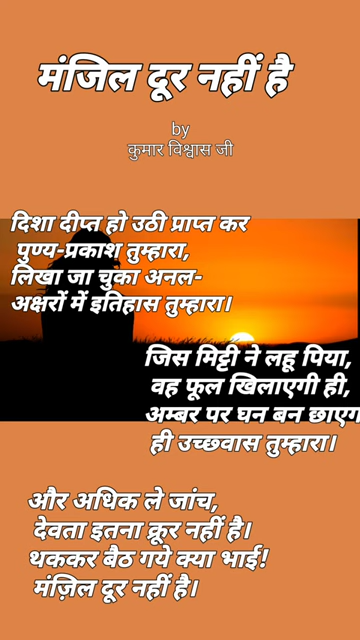 मंजिल दूर नहीं है
by
कुमार विश्वास जी
दिशा दीप्त हो उठी प्राप्त कर
पुण्य-प्रकाश तुम्हारा,
लिखा जा चुका अनल-
अक्षरों में इतिहास तुम्हारा।
जिस मिट्टी ने लहू पिया,
वह फूल खिलाएगी ही,
अम्बर पर घन बन छाएग
ही उच्छवास तुम्हारा।
और अधिक ले जांच,
देवता इतना क्रूर नहीं है।
थककर बैठ गये क्या भाई!
मंज़िल दूर नहीं है।